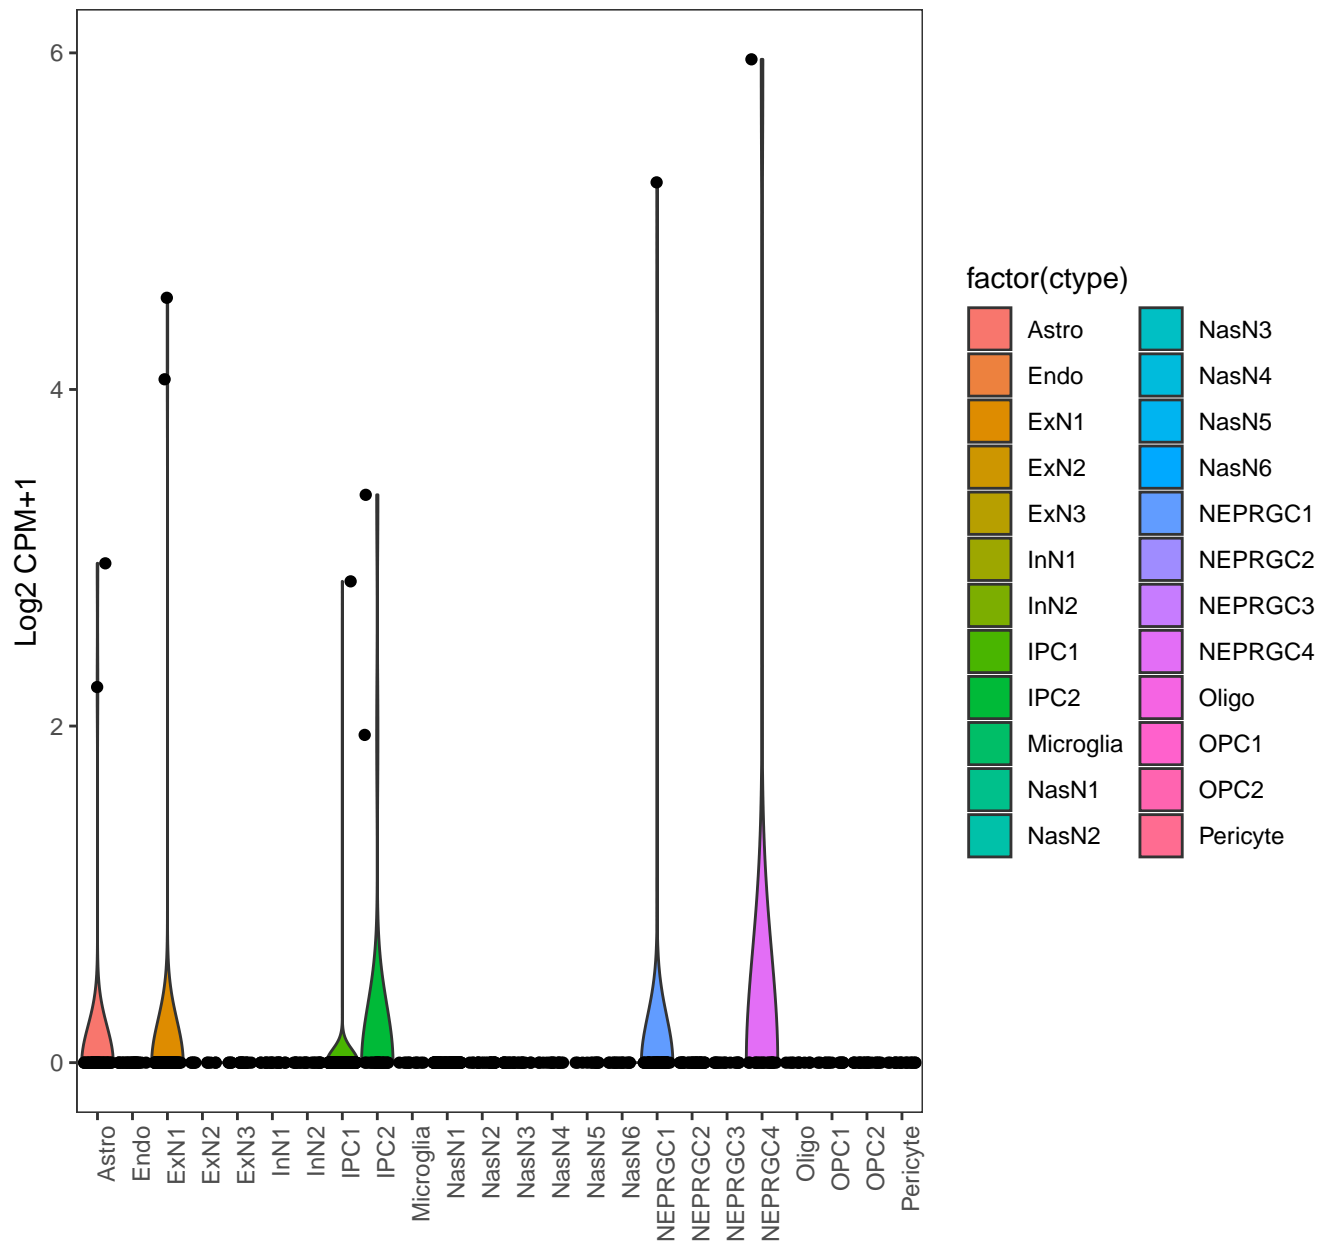 6
4
2
0
Log2 CPM+1
Astro
Endo
ExN1
ExN2
ExN3
InN1
InN2
IPC1
IPC2
Microglia
NasN1
NasN2
NasN3
NasN4
NasN5
NasN6
NEPRGC1
NEPRGC2
NEPRGC3
NEPRGC4
Oligo
OPC1
OPC2
Pericyte
factor(ctype)
Astro
Endo
ExN1
ExN2
ExN3
InN1
InN2
IPC1
IPC2
Microglia
NasN1
NasN2
NasN3
NasN4
NasN5
NasN6
NEPRGC1
NEPRGC2
NEPRGC3
NEPRGC4
Oligo
OPC1
OPC2
Pericyte